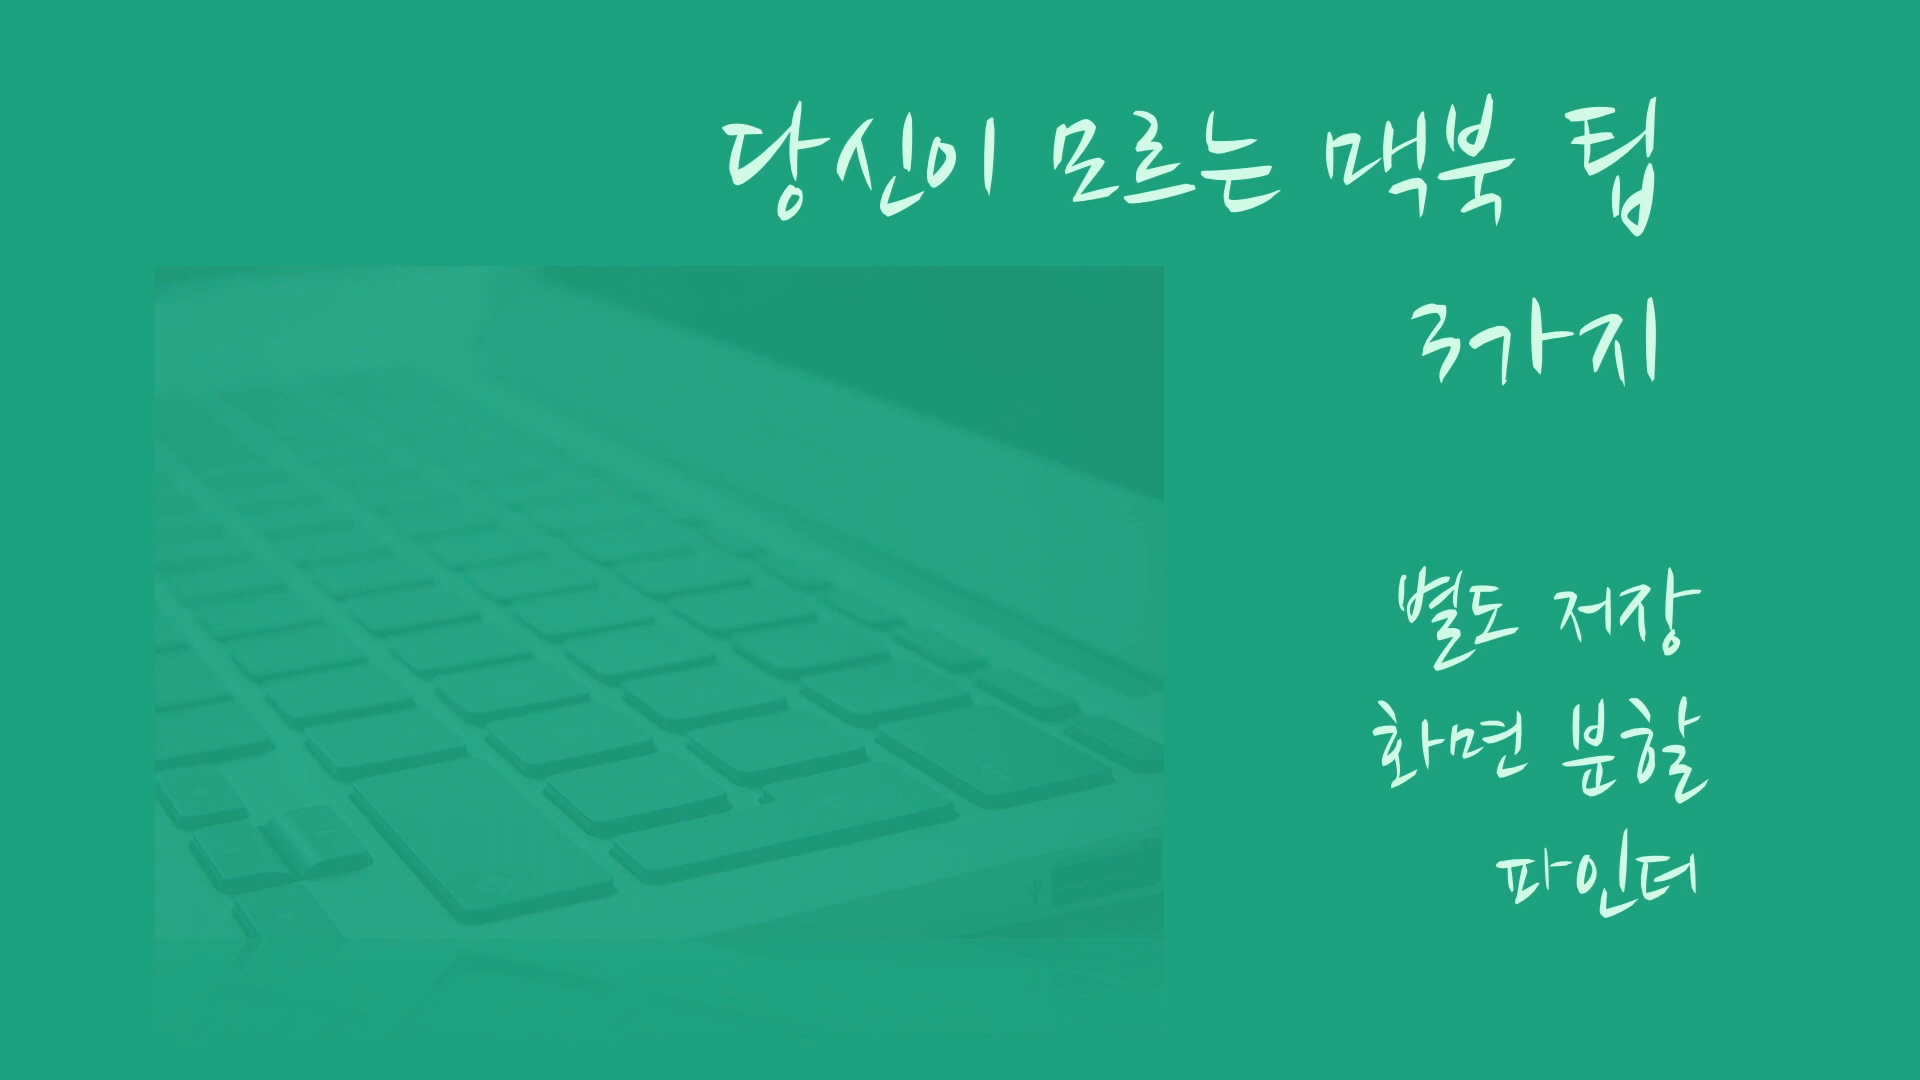 당신이 모르는 맥북 팁
3가지
별도 저장
화면 분할
파인더